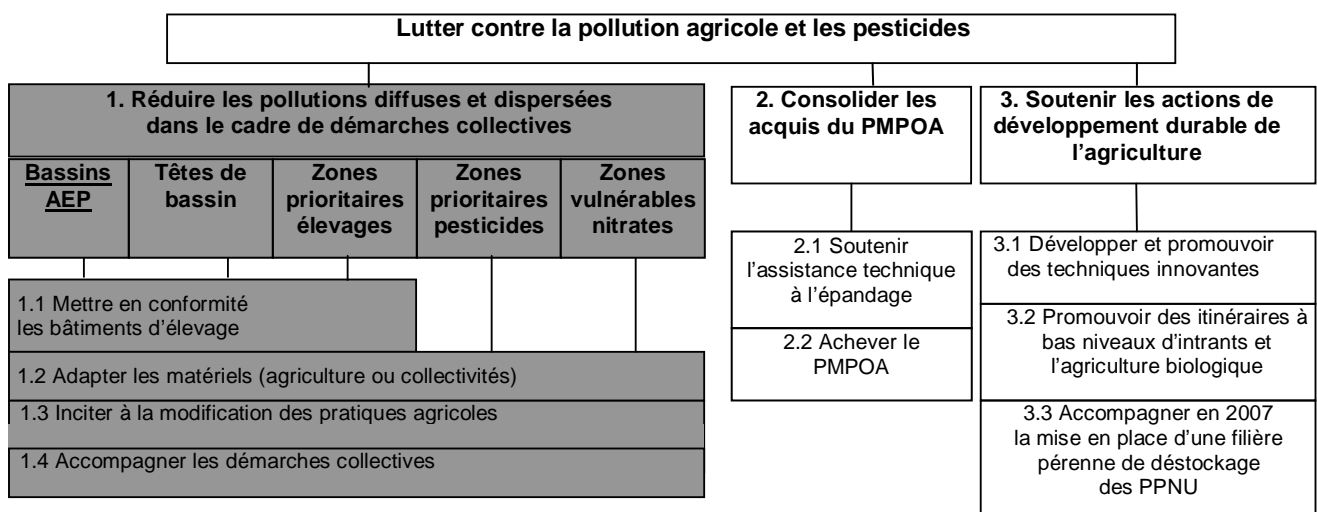 Lutter contre la pollution agricole et les pesticides
1. Réduire les pollutions diffuses et dispersées
dans le cadre de démarches collectives
Bassins
AEP
Têtes de
bassin
Zones
prioritaires
élevages
Zones
prioritaires
pesticides
Zones
vulnérables
nitrates
1.1 Mettre en conformité
les bâtiments d'élevage
1.2 Adapter les matériels (agriculture ou collectivités)
1.3 Inciter à la modification des pratiques agricoles
1.4 Accompagner les démarches collectives
2. Consolider les
acquis du PMPOA
2.1 Soutenir
l'assistance technique
à l'épandage
2.2 Achever le
PMPOA
3. Soutenir les actions de
développement durable de
l'agriculture
3.1 Développer et promouvoir
des techniques innovantes
3.2 Promouvoir des itinéraires à
bas niveaux d'intrants et
l'agriculture biologique
3.3 Accompagner en 2007
la mise en place d'une filière
pérenne de déstockage
des PPNU